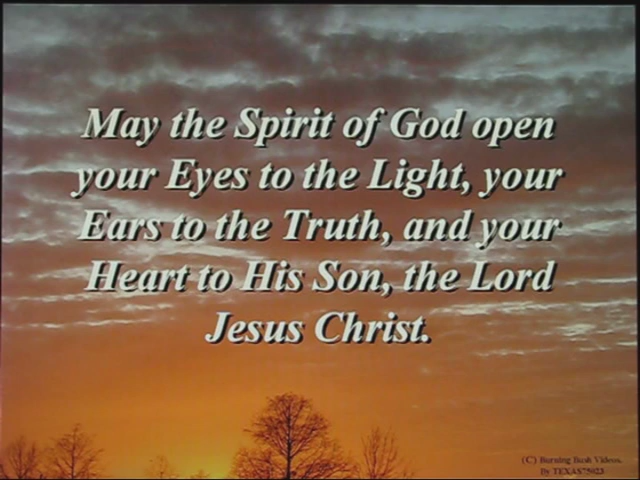 May the Spirit of God open
your Eyes to the Light, your
Ears to the Truth, and your
Heart to His Son, the Lord
Jesus Christ.
(C) Burning Bush Videos.
By TEXAS75023